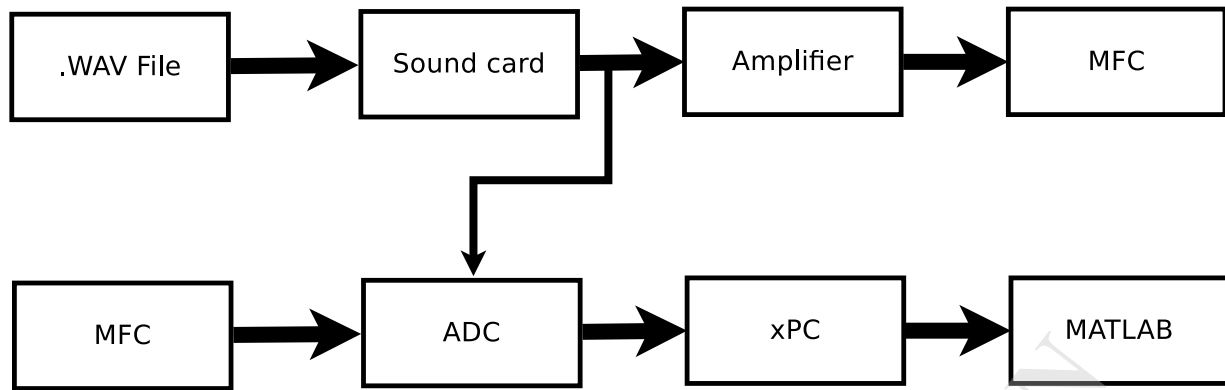 .WAV File
Sound card
Amplifier
MFC
MFC
ADC
xPC
MATLAB